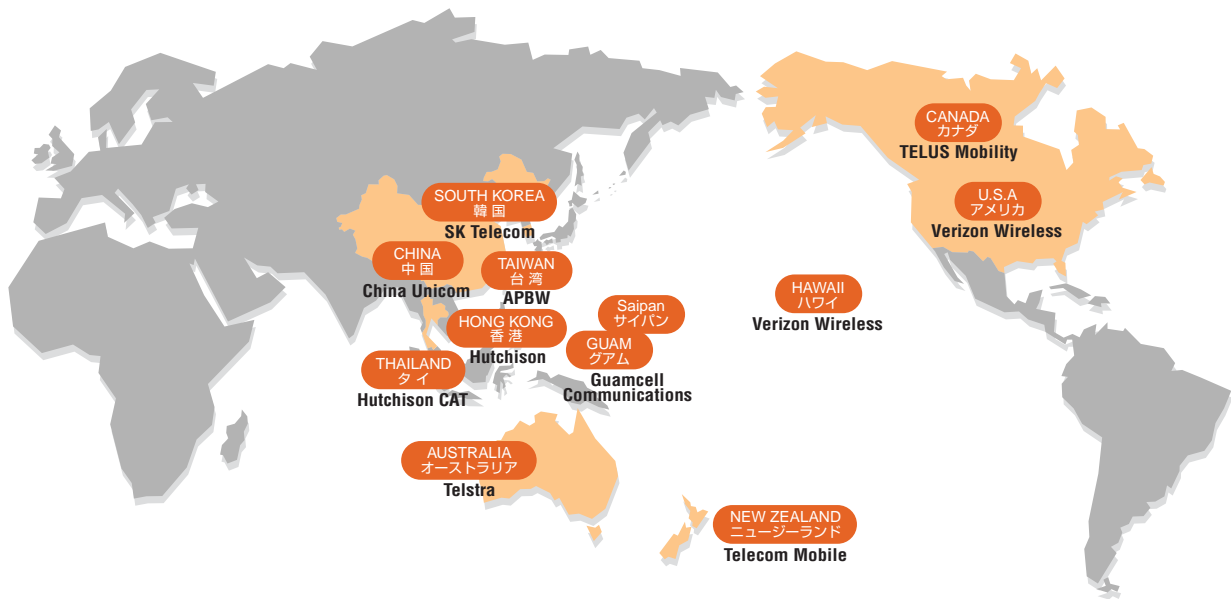 CANADA
カナダ
TELUS Mobility
SOUTH KOREA
韓 国
SK Telecom
U.S.A
アメリカ
Verizon Wireless
CHINA
中 国
China Unicom
TAIWAN
台 湾
APBW
HAWAII
ハワイ
Verizon Wireless
Saipan
サイパン
HONG KONG
香 港
Hutchison
GUAM
グアム
Guamcell
Communications
THAILAND
タ イ
Hutchison CAT
AUSTRALIA
オーストラリア
Telstra
NEW ZEALAND
ニュージーランド
Telecom Mobile